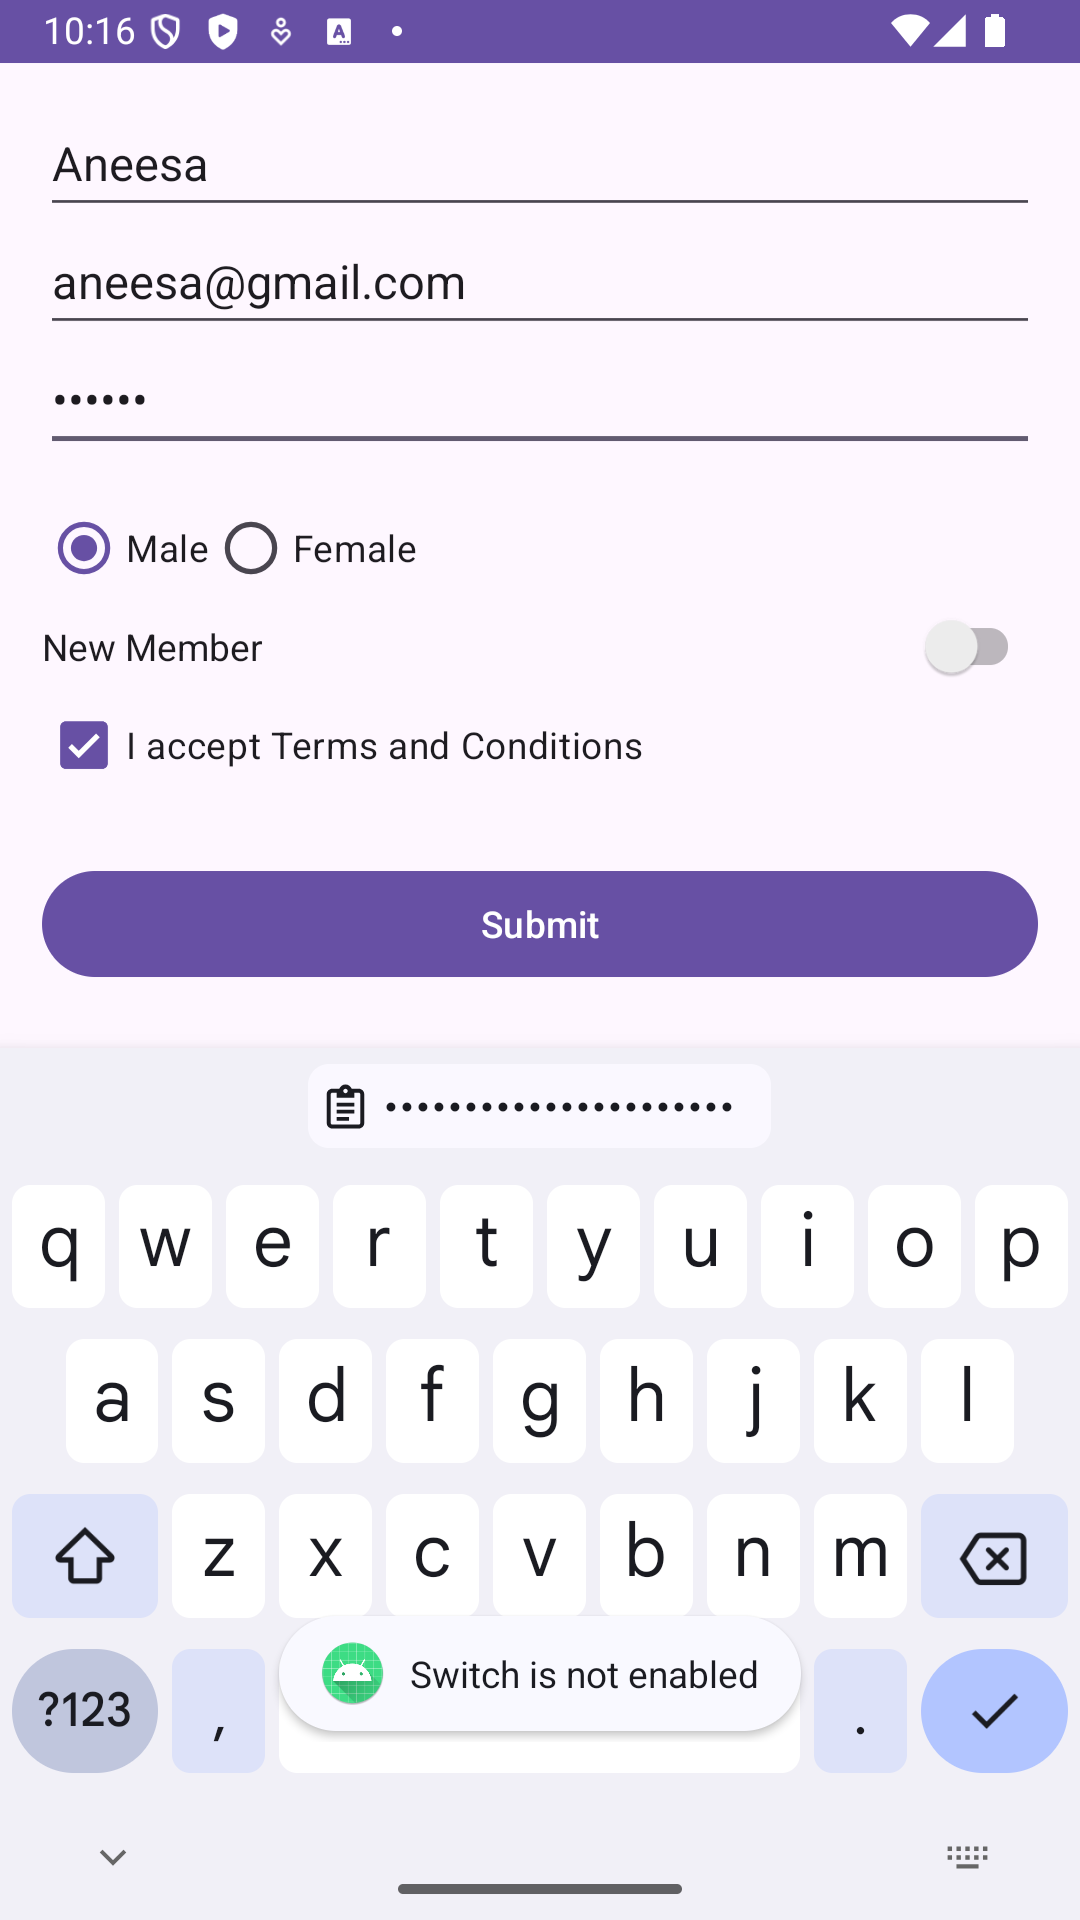 10:16
Aneesa
aneesa@gmail.com
••••••
Male Female
New Member
I accept Terms and Conditions
Submit
••••••••••••••••••••••
q w e r t y u i o p
a s d f g h j k l
z x c v b n m
Switch is not enabled
?123 , .